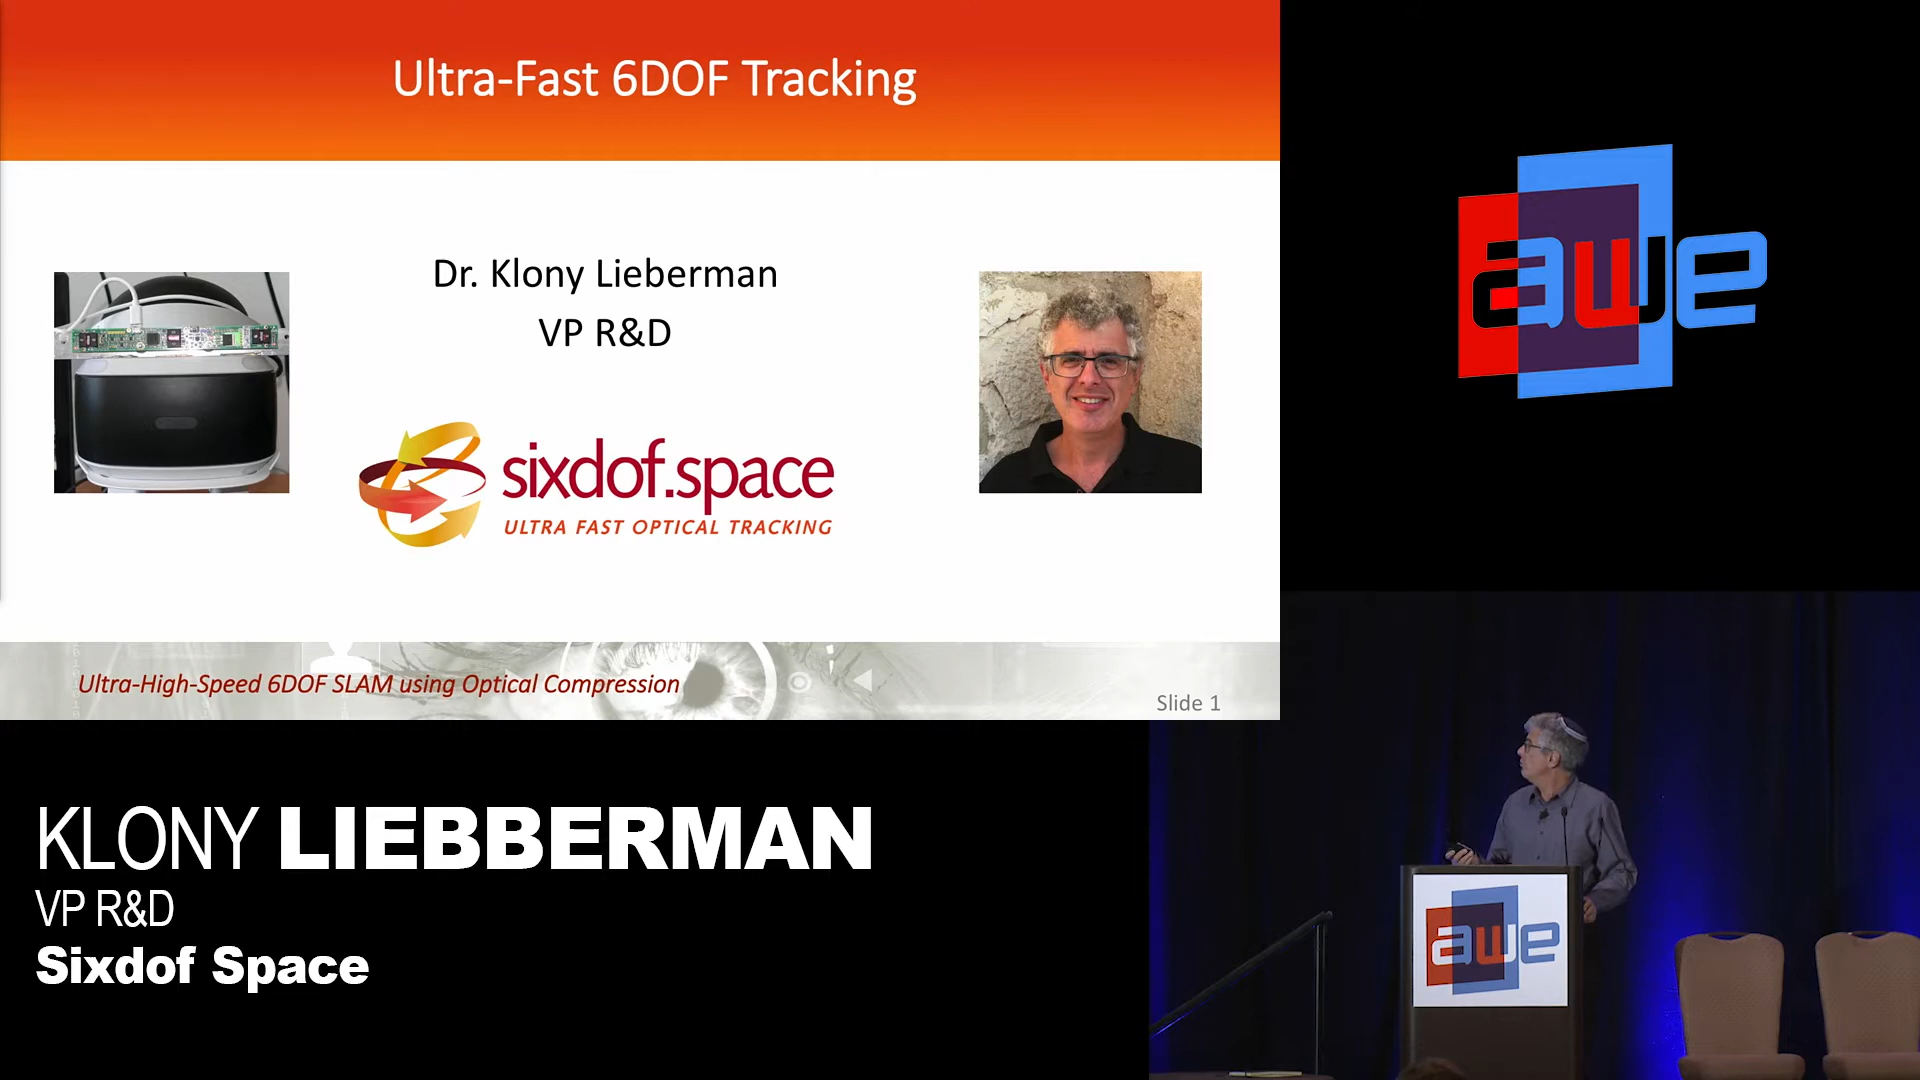 Ultra-Fast 6DOF Tracking
Dr. Klony Lieberman
VP R&D
sixdof.space
ULTRA FAST OPTICAL TRACKING
Ultra-High-Speed 6DOF SLAM using Optical Compression
Slide 1
awe
KLONY LIEBBERMAN
VP R&D
Sixdof Space
awe